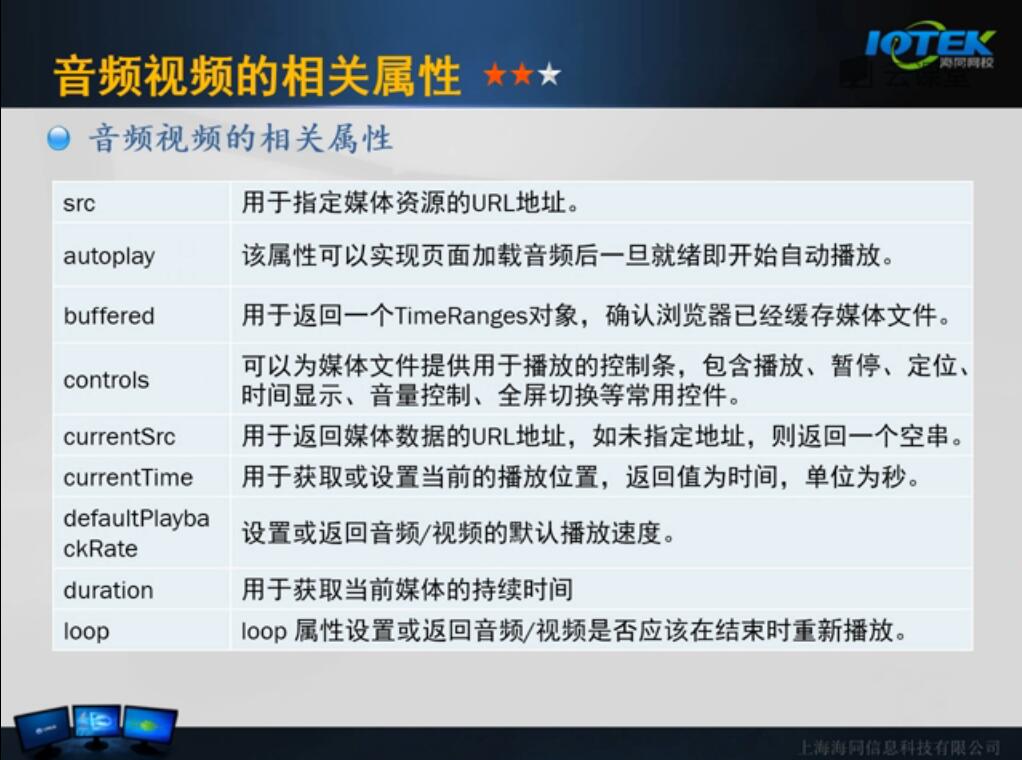 音频视频的相关属性
IQTEK
海同网校
云课堂
音频视频的相关属性
src
用于指定媒体资源的URL地址。
autoplay
该属性可以实现页面加载音频后一旦就绪即开始自动播放。
buffered
用于返回一个TimeRanges对象，确认浏览器已经缓存媒体文件。
controls
可以为媒体文件提供用于播放的控制条，包含播放、暂停、定位、
时间显示、音量控制、全屏切换等常用控件。
currentSrc
用于返回媒体数据的URL地址，如未指定地址，则返回一个空串。
currentTime
用于获取或设置当前的播放位置，返回值为时间，单位为秒。
defaultPlayba
ckRate
设置或返回音频/视频的默认播放速度。
duration
用于获取当前媒体的持续时间
loop
loop 属性设置或返回音频/视频是否应该在结束时重新播放。
上海海同信息科技有限公司